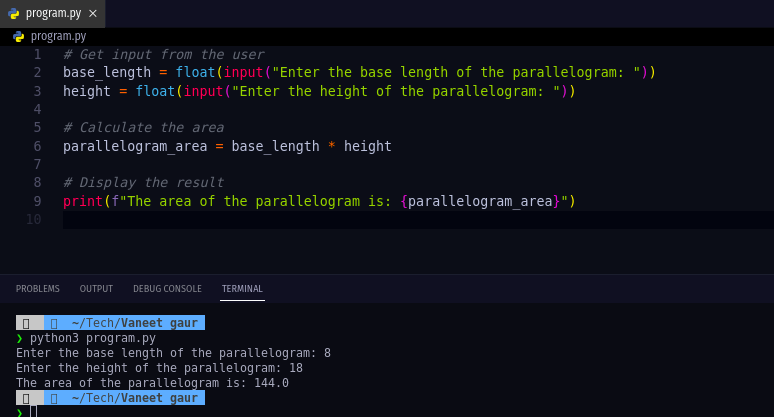 program.py ×
program.py
1 # Get input from the user
2 base_length = float(input("Enter the base length of the parallelogram: "))
3 height = float(input("Enter the height of the parallelogram: "))
4
5 # Calculate the area
6 parallelogram_area = base_length * height
7
8 # Display the result
9 print(f"The area of the parallelogram is: {parallelogram_area}")
10
PROBLEMS OUTPUT DEBUG CONSOLE TERMINAL
~/Tech/Vaneet gaur
❯ python3 program.py
Enter the base length of the parallelogram: 8
Enter the height of the parallelogram: 18
The area of the parallelogram is: 144.0
~/Tech/Vaneet gaur
❯